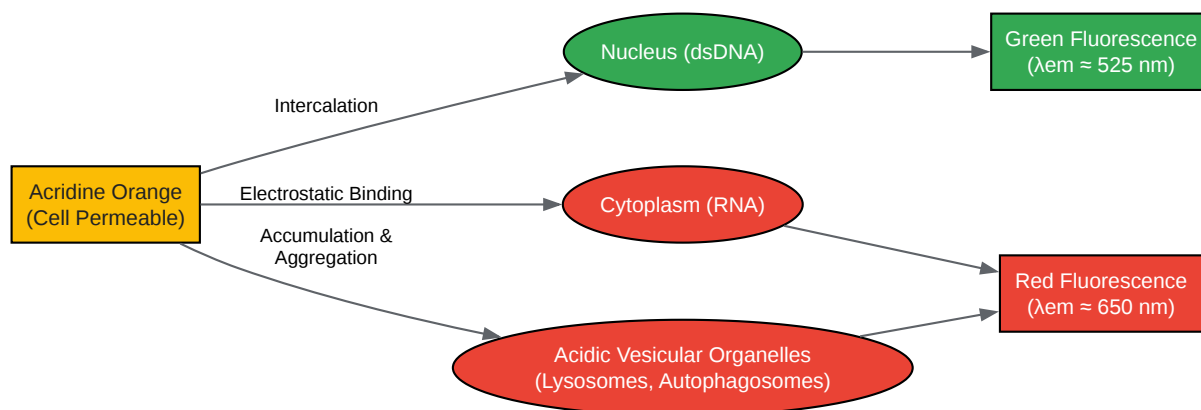 Nucleus (dsDNA)
Green Fluorescence
(λem ≈ 525 nm)
Intercalation
Acridine Orange
(Cell Permeable)
Electrostatic Binding
Cytoplasm (RNA)
Accumulation &
Aggregation
Red Fluorescence
(λem ≈ 650 nm)
Acidic Vesicular Organelles
(Lysosomes, Autophagosomes)